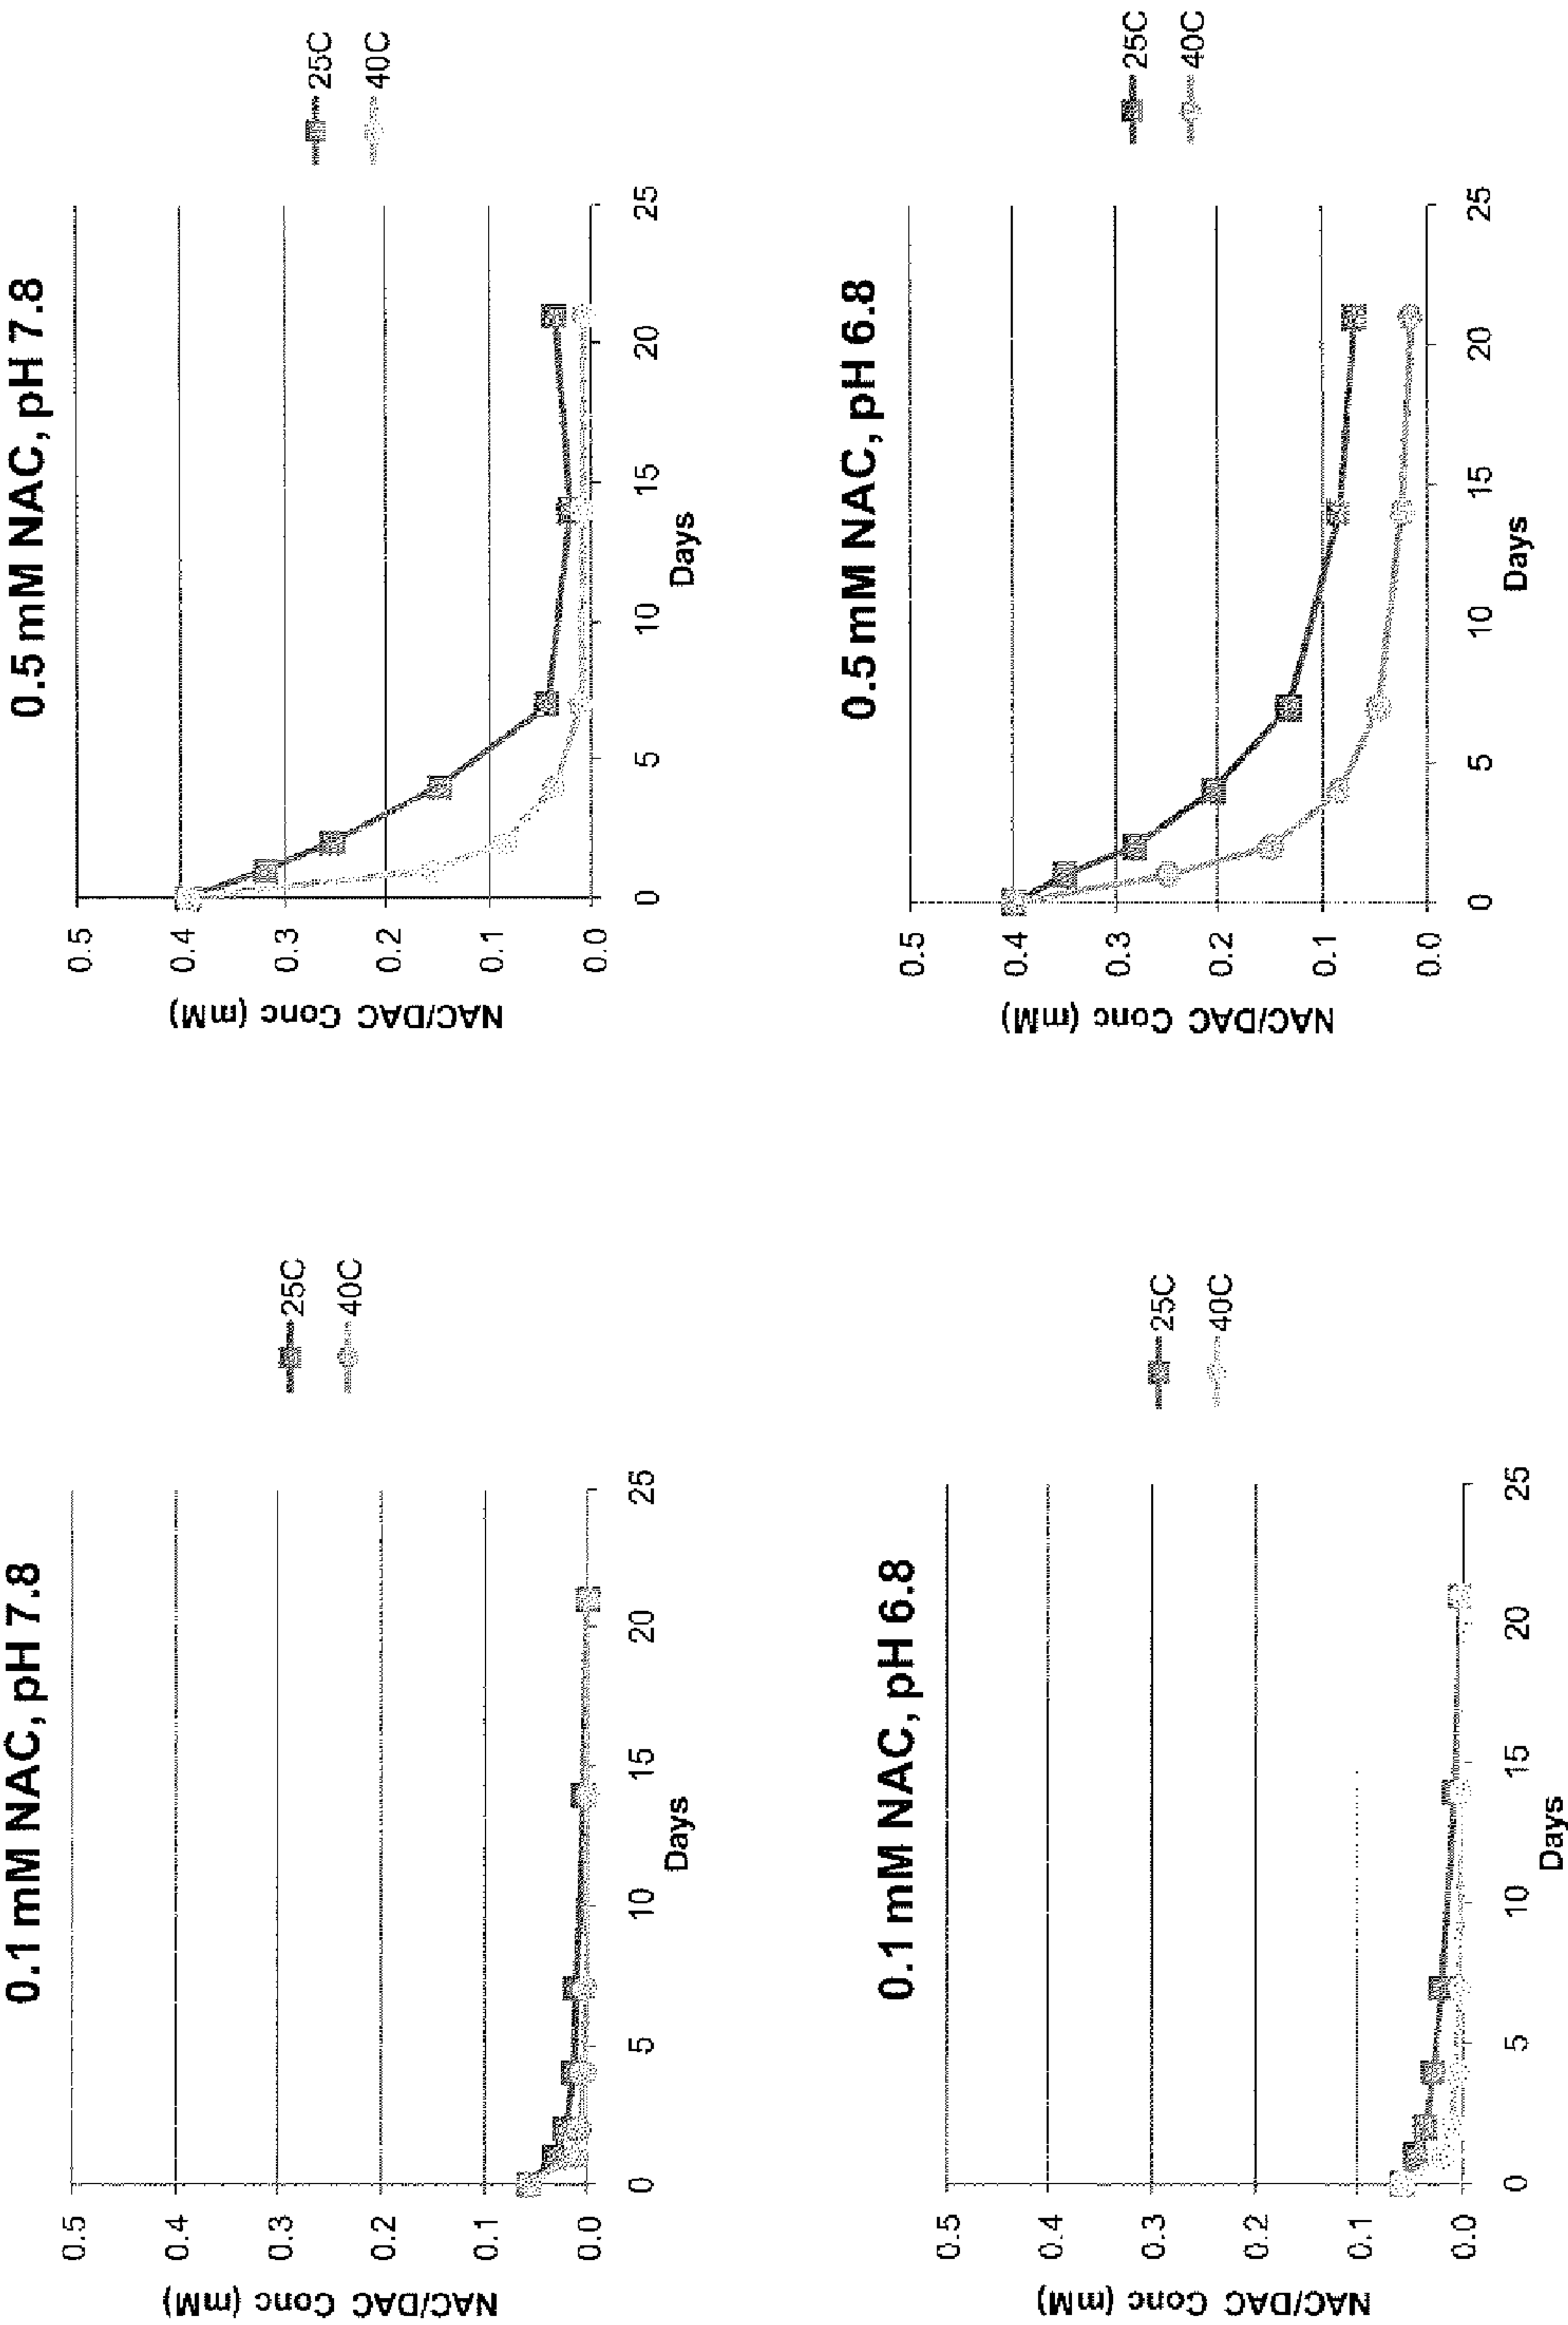 0.1 mM NAC, pH 7.8
NAC/DAC Conc (mM)
0.5
0.4
0.3
0.2
0.1
0.0
0
5
10
15
20
25
Days
25C
40C
0.5 mM NAC, pH 7.8
NAC/DAC Conc (mM)
0.5
0.4
0.3
0.2
0.1
0.0
0
5
10
15
20
25
Days
25C
40C
0.1 mM NAC, pH 6.8
NAC/DAC Conc (mM)
0.5
0.4
0.3
0.2
0.1
0.0
0
5
10
15
20
25
Days
25C
40C
0.5 mM NAC, pH 6.8
NAC/DAC Conc (mM)
0.5
0.4
0.3
0.2
0.1
0.0
0
5
10
15
20
25
Days
25C
40C